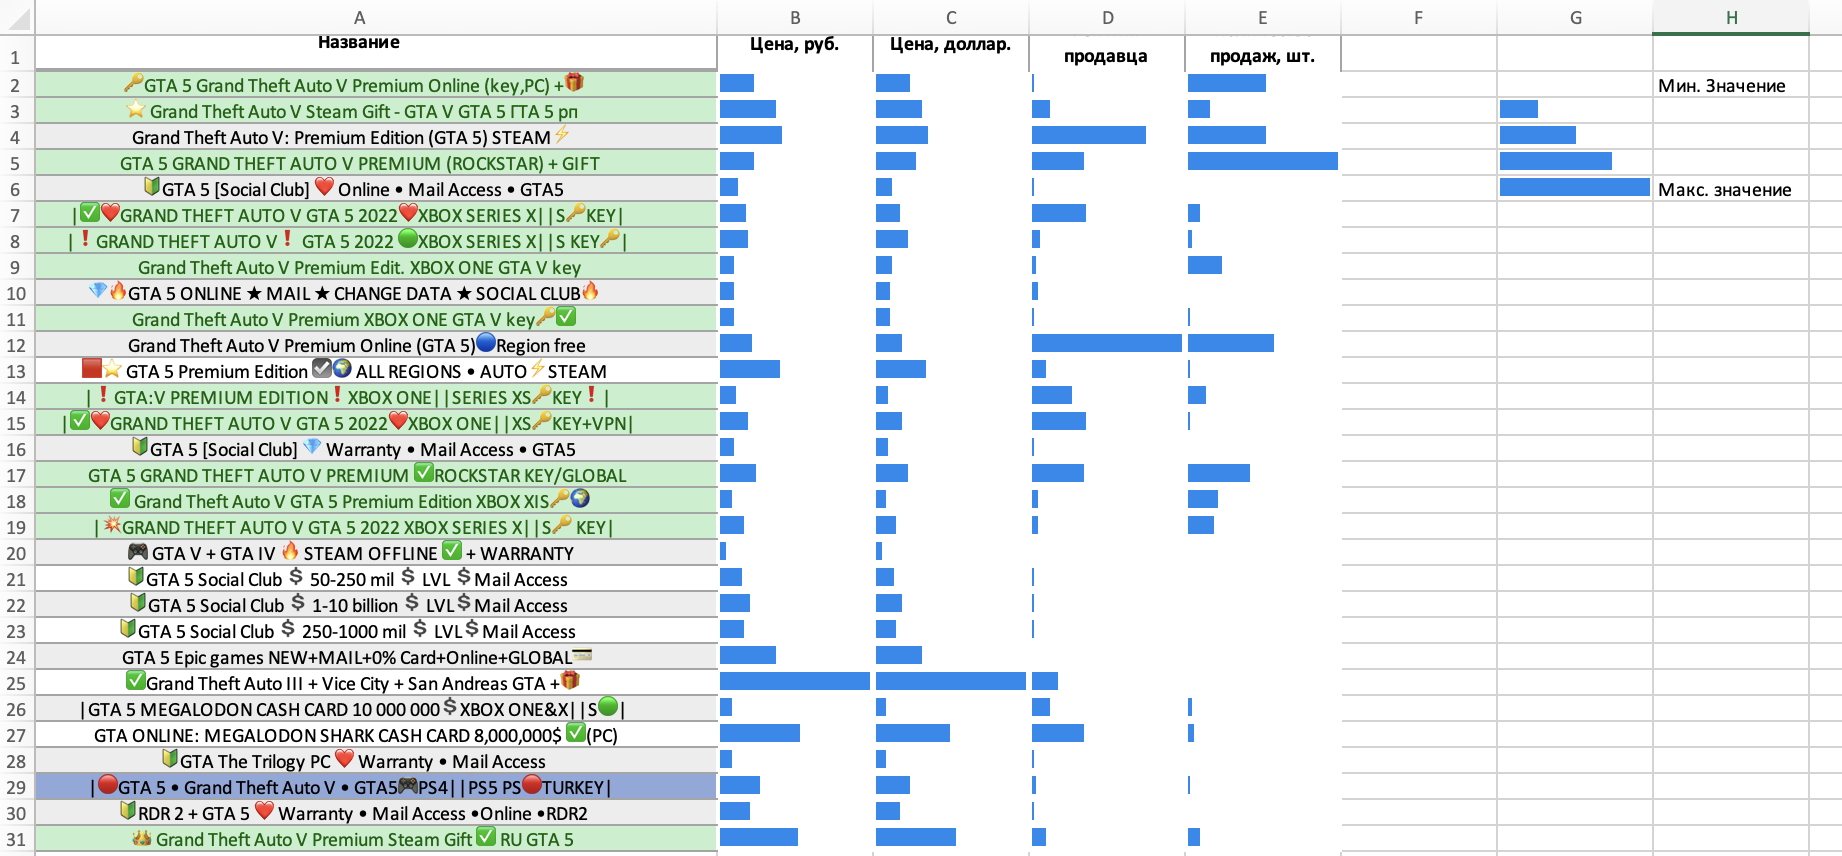 A B C D E F G H
1 Название Цена, руб. Цена, доллар. продавца продаж, шт.
2 🔑GTA 5 Grand Theft Auto V Premium Online (key,PC) +🎁 Мин. Значение
3 ⭐ Grand Theft Auto V Steam Gift - GTA V GTA 5 ГТА 5 рп
4 Grand Theft Auto V: Premium Edition (GTA 5) STEAM⚡
5 GTA 5 GRAND THEFT AUTO V PREMIUM (ROCKSTAR) + GIFT
6 🔰GTA 5 [Social Club] ❤️ Online • Mail Access • GTA5 Макс. значение
7 |✅❤️GRAND THEFT AUTO V GTA 5 2022❤️XBOX SERIES X||S🔑KEY|
8 |❗GRAND THEFT AUTO V❗ GTA 5 2022 🟢XBOX SERIES X||S KEY🔑|
9 Grand Theft Auto V Premium Edit. XBOX ONE GTA V key
10 💎🔥GTA 5 ONLINE ★ MAIL ★ CHANGE DATA ★ SOCIAL CLUB🔥
11 Grand Theft Auto V Premium XBOX ONE GTA V key🔑✅
12 Grand Theft Auto V Premium Online (GTA 5)🔵Region free
13 🟥⭐ GTA 5 Premium Edition ☑️🌍 ALL REGIONS • AUTO⚡STEAM
14 |❗GTA:V PREMIUM EDITION❗XBOX ONE||SERIES XS🔑KEY❗|
15 |✅❤️GRAND THEFT AUTO V GTA 5 2022❤️XBOX ONE||XS🔑KEY+VPN|
16 🔰GTA 5 [Social Club] 💎 Warranty • Mail Access • GTA5
17 GTA 5 GRAND THEFT AUTO V PREMIUM ✅ROCKSTAR KEY/GLOBAL
18 ✅ Grand Theft Auto V GTA 5 Premium Edition XBOX XIS🔑🌍
19 |💥GRAND THEFT AUTO V GTA 5 2022 XBOX SERIES X||S🔑 KEY|
20 🎮 GTA V + GTA IV 🔥 STEAM OFFLINE ✅ + WARRANTY
21 🔰GTA 5 Social Club 💲 50-250 mil 💲 LVL 💲Mail Access
22 🔰GTA 5 Social Club 💲 1-10 billion 💲 LVL💲Mail Access
23 🔰GTA 5 Social Club 💲 250-1000 mil 💲 LVL💲Mail Access
24 GTA 5 Epic games NEW+MAIL+0% Card+Online+GLOBAL💳
25 ✅Grand Theft Auto III + Vice City + San Andreas GTA +🎁
26 |GTA 5 MEGALODON CASH CARD 10 000 000💲XBOX ONE&X||S🟢|
27 GTA ONLINE: MEGALODON SHARK CASH CARD 8,000,000$ ✅(PC)
28 🔰GTA The Trilogy PC ❤️ Warranty • Mail Access
29 |🔴GTA 5 • Grand Theft Auto V • GTA5🎮PS4||PS5 PS🔴TURKEY|
30 🔰RDR 2 + GTA 5 ❤️ Warranty • Mail Access •Online •RDR2
31 👑 Grand Theft Auto V Premium Steam Gift ✅ RU GTA 5